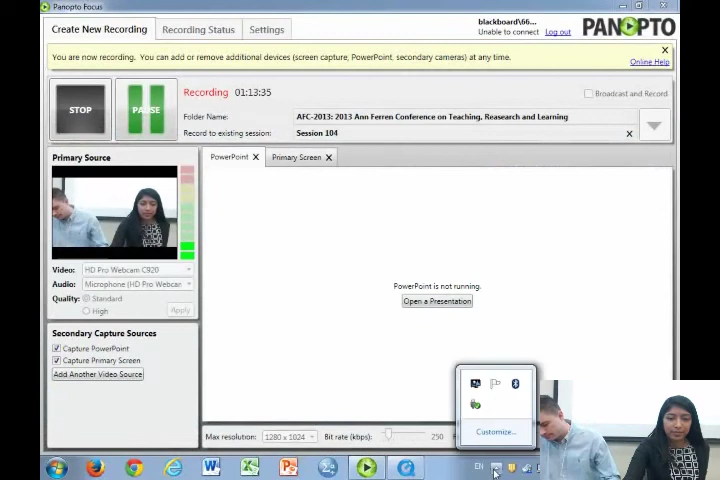 Panopto Focus
Create New Recording
Recording Status
Settings
blackboard\66...
Unable to connect
Log out
PANOPTO
You are now recording. You can add or remove additional devices (screen capture, PowerPoint, secondary cameras) at any time.
X
Online Help
STOP
PAUSE
Recording 01:13:35
Broadcast and Record
Folder Name: AFC-2013: 2013 Ann Ferren Conference on Teaching, Reasearch and Learning
Record to existing session: Session 104 X
Primary Source
PowerPoint X
Primary Screen X
Video: HD Pro Webcam C920
Audio: Microphone (HD Pro Webcar
Quality: Standard
High
Apply
PowerPoint is not running.
Open a Presentation
Secondary Capture Sources
Capture PowerPoint
Capture Primary Screen
Add Another Video Source
Customize...
Max resolution: 1280 x 1024 Bit rate (kbps): 250
EN